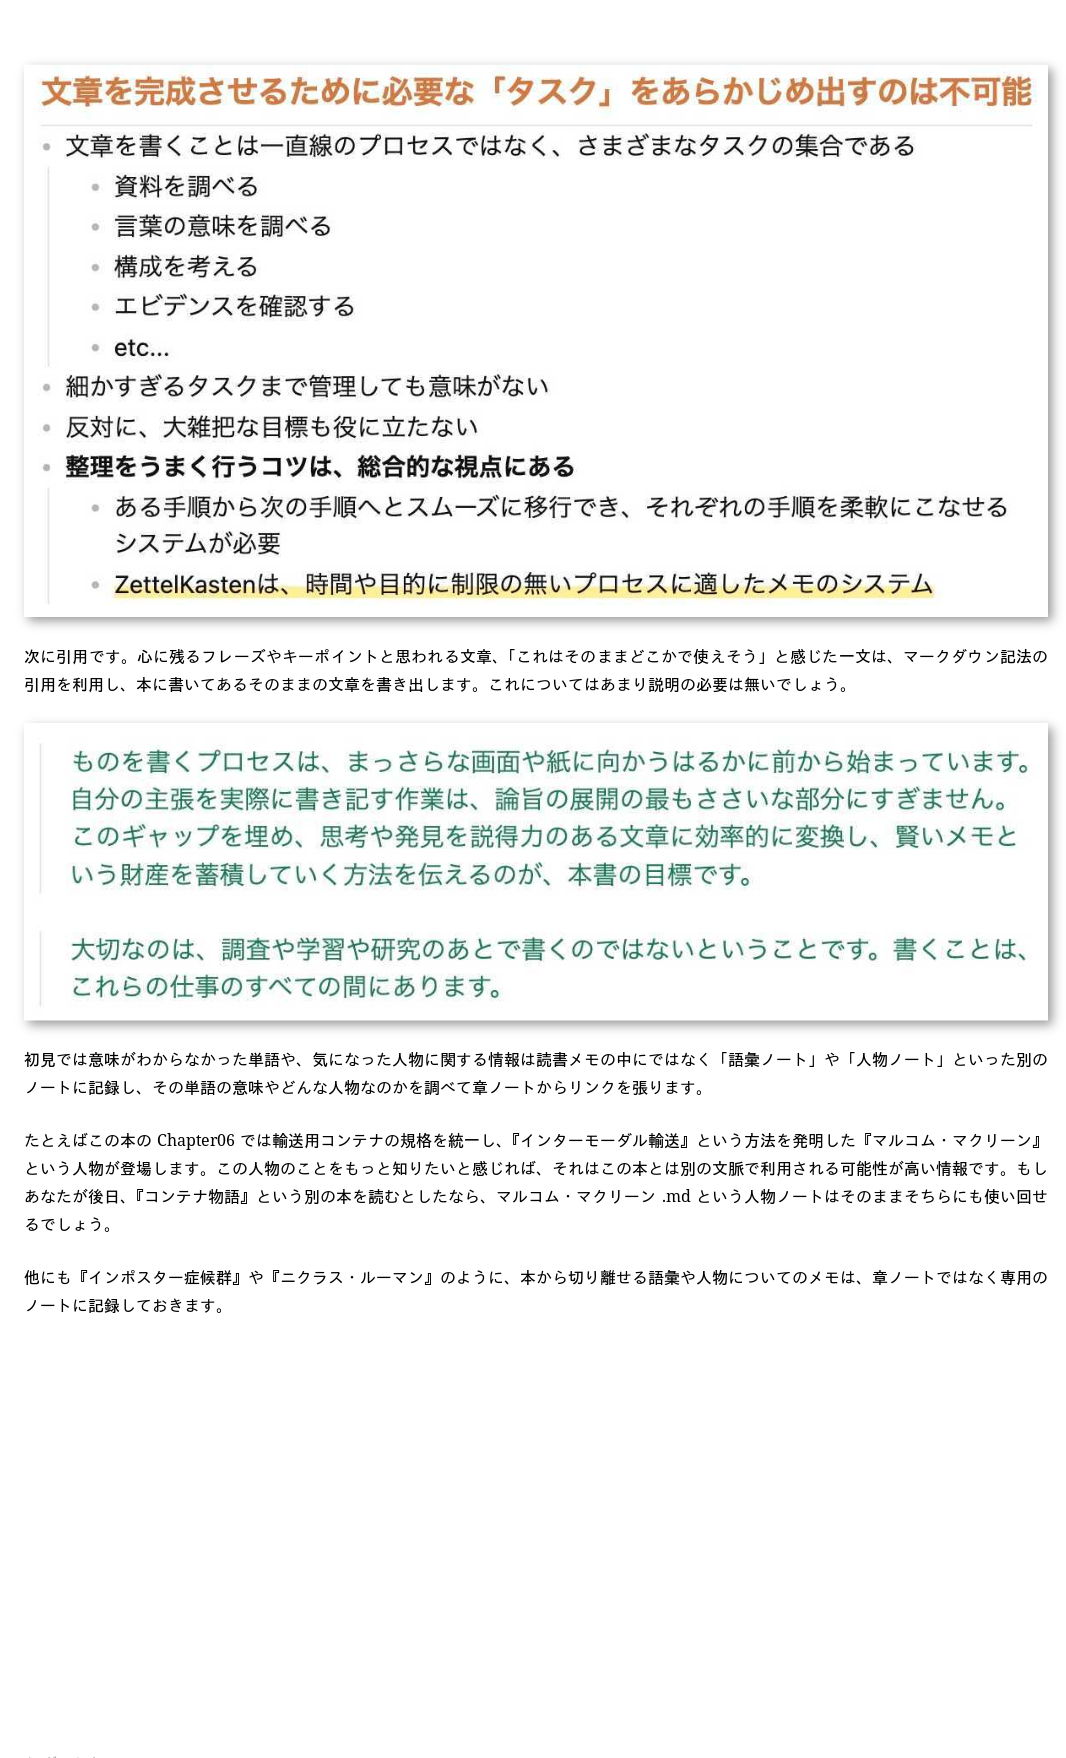 文章を完成させるために必要な「タスク」をあらかじめ出すのは不可能
• 文章を書くことは一直線のプロセスではなく、さまざまなタスクの集合である
• 資料を調べる
• 言葉の意味を調べる
• 構成を考える
• エビデンスを確認する
• etc...
• 細かすぎるタスクまで管理しても意味がない
• 反対に、大雑把な目標も役に立たない
• 整理をうまく行うコツは、総合的な視点にある
• ある手順から次の手順へとスムーズに移行でき、それぞれの手順を柔軟にこなせる
システムが必要
• ZettelKastenは、時間や目的に制限の無いプロセスに適したメモのシステム
次に引用です。心に残るフレーズやキーポイントと思われる文章、「これはそのままどこかで使えそう」と感じた一文は、マークダウン記法の
引用を利用し、本に書いてあるそのままの文章を書き出します。これについてはあまり説明の必要は無いでしょう。
ものを書くプロセスは、まっさらな画面や紙に向かうはるかに前から始まっています。
自分の主張を実際に書き記す作業は、論旨の展開の最もささいな部分にすぎません。
このギャップを埋め、思考や発見を説得力のある文章に効率的に変換し、賢いメモと
いう財産を蓄積していく方法を伝えるのが、本書の目標です。
大切なのは、調査や学習や研究のあとで書くのではないということです。書くことは、
これらの仕事のすべての間にあります。
初見では意味がわからなかった単語や、気になった人物に関する情報は読書メモの中にではなく「語彙ノート」や「人物ノート」といった別の
ノートに記録し、その単語の意味やどんな人物なのかを調べて章ノートからリンクを張ります。
たとえばこの本の Chapter06 では輸送用コンテナの規格を統一し、『インターモーダル輸送』という方法を発明した『マルコム・マクリーン』
という人物が登場します。この人物のことをもっと知りたいと感じれば、それはこの本とは別の文脈で利用される可能性が高い情報です。もし
あなたが後日、『コンテナ物語』という別の本を読むとしたなら、マルコム・マクリーン .md という人物ノートはそのままそちらにも使い回せ
るでしょう。
他にも『インポスター症候群』や『ニクラス・ルーマン』のように、本から切り離せる語彙や人物についてのメモは、章ノートではなく専用の
ノートに記録しておきます。